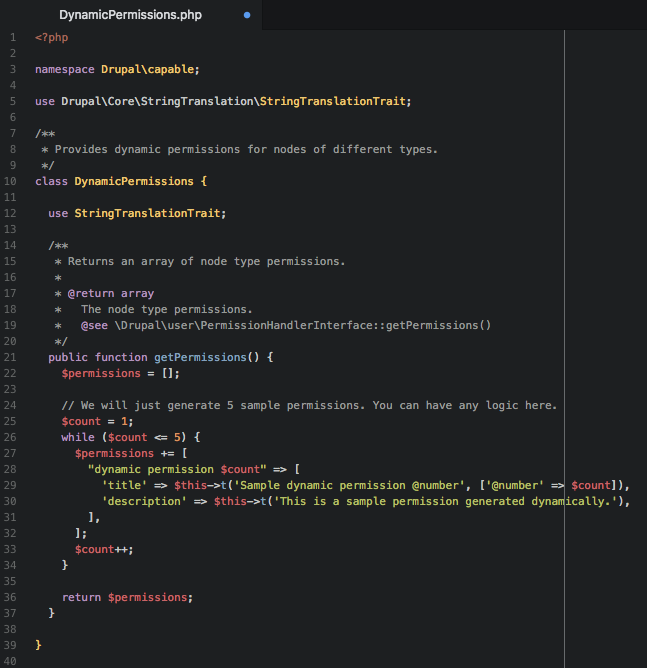 DynamicPermissions.php
1 <?php
2
3 namespace Drupal\capable;
4
5 use Drupal\Core\StringTranslation\StringTranslationTrait;
6
7 /**
8  * Provides dynamic permissions for nodes of different types.
9  */
10 class DynamicPermissions {
11
12   use StringTranslationTrait;
13
14   /**
15    * Returns an array of node type permissions.
16    *
17    * @return array
18    *   The node type permissions.
19    *   @see \Drupal\user\PermissionHandlerInterface::getPermissions()
20    */
21   public function getPermissions() {
22     $permissions = [];
23
24     // We will just generate 5 sample permissions. You can have any logic here.
25     $count = 1;
26     while ($count <= 5) {
27       $permissions += [
28         "dynamic permission $count" => [
29           'title' => $this->t('Sample dynamic permission @number', ['@number' => $count]),
30           'description' => $this->t('This is a sample permission generated dynamically.'),
31         ],
32       ];
33       $count++;
34     }
35
36     return $permissions;
37   }
38
39 }
40